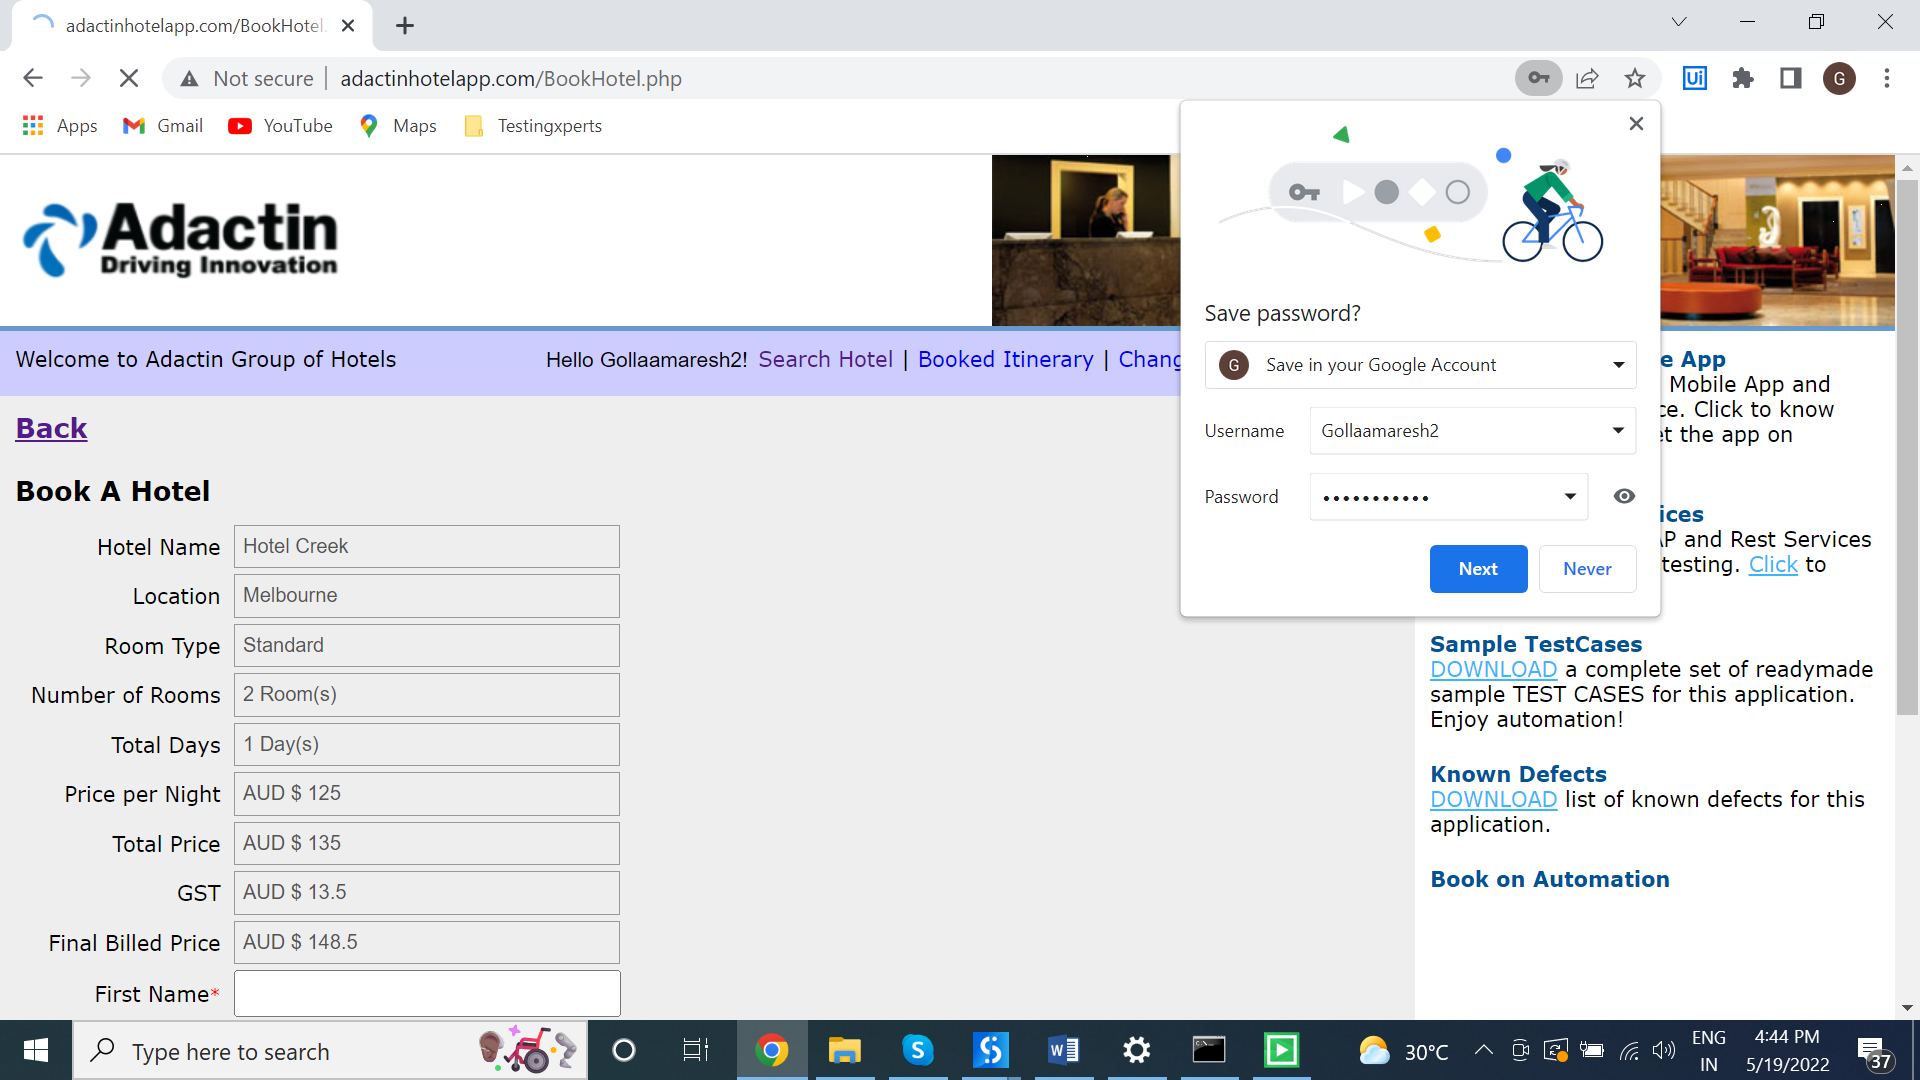 adactinhotelapp.com/BookHotel.
Not secure
adactinhotelapp.com/BookHotel.php
Ui
G
Apps
Gmail
YouTube
Maps
Testingxperts
Adactin
Driving Innovation
Welcome to Adactin Group of Hotels
Hello Gollaamaresh2! Search Hotel | Booked Itinerary | Chang
Back
Book A Hotel
Hotel Name
Hotel Creek
Location
Melbourne
Room Type
Standard
Number of Rooms
2 Room(s)
Total Days
1 Day(s)
Price per Night
AUD $ 125
Total Price
AUD $ 135
GST
AUD $ 13.5
Final Billed Price
AUD $ 148.5
First Name*
Save password?
G
Save in your Google Account
Username
Gollaamaresh2
Password
•••••••••••
Next
Never
e App
Mobile App and
ce. Click to know
et the app on
ices
AP and Rest Services
testing. Click to
Sample TestCases
DOWNLOAD a complete set of readymade
sample TEST CASES for this application.
Enjoy automation!
Known Defects
DOWNLOAD list of known defects for this
application.
Book on Automation
Type here to search
S
W
30°C
ENG
IN
4:44 PM
5/19/2022
37